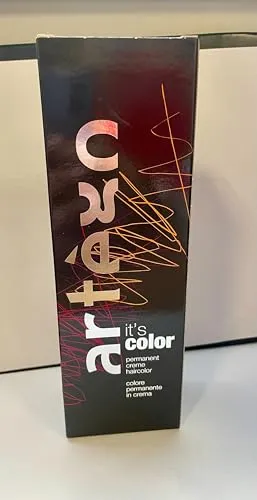 artègo
it's
color
permanent
creme
haircolor
colore
permanente
in crema